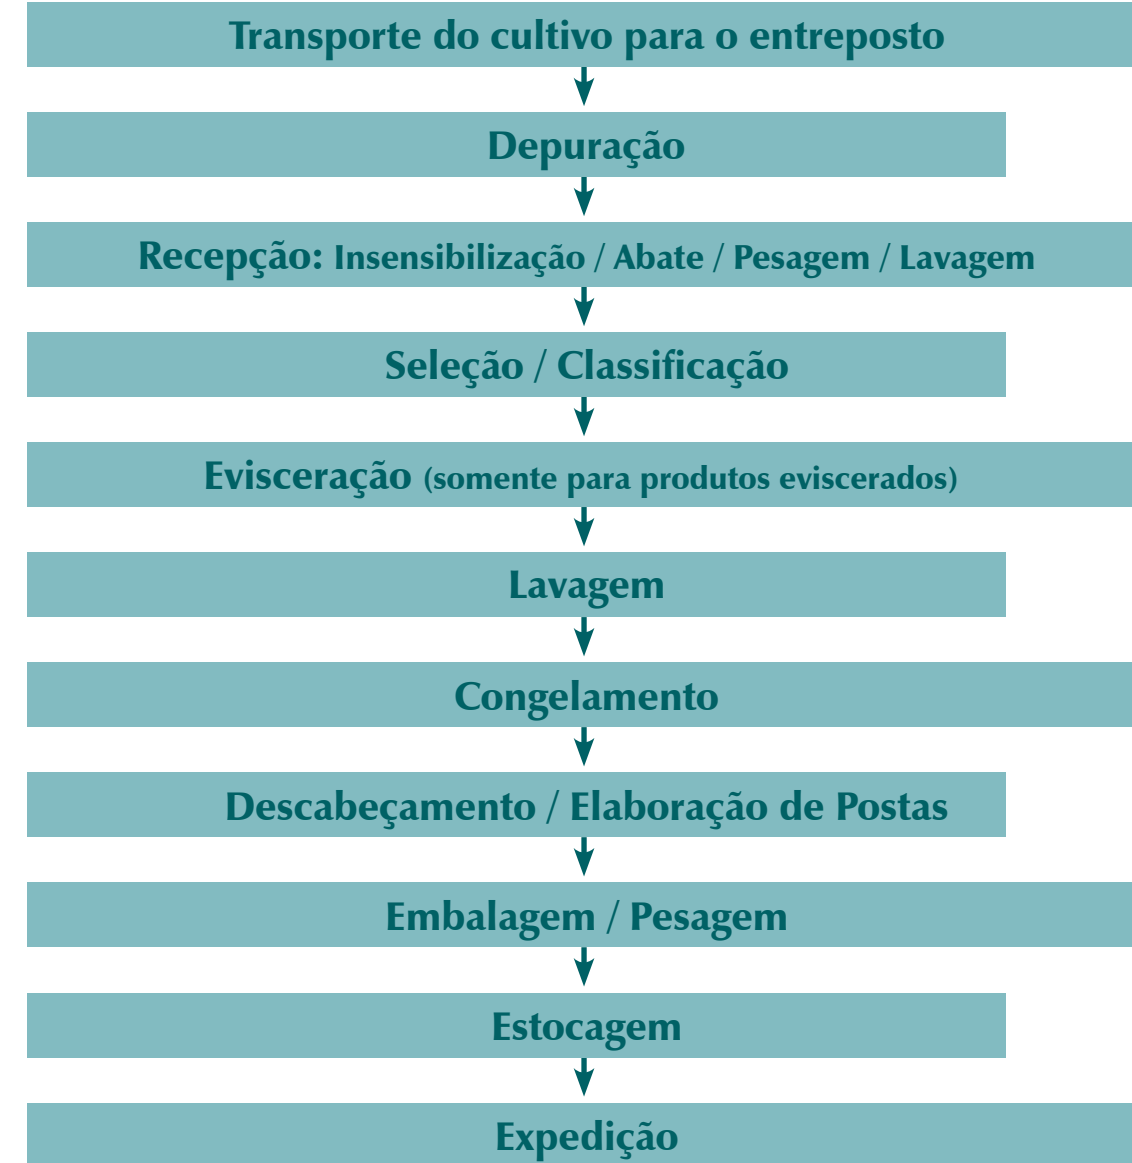 Transporte do cultivo para o entreposto
Depuração
Recepção: Insensibilização / Abate / Pesagem / Lavagem
Seleção / Classificação
Evisceração (somente para produtos eviscerados)
Lavagem
Congelamento
Descabeçamento / Elaboração de Postas
Embalagem / Pesagem
Estocagem
Expedição